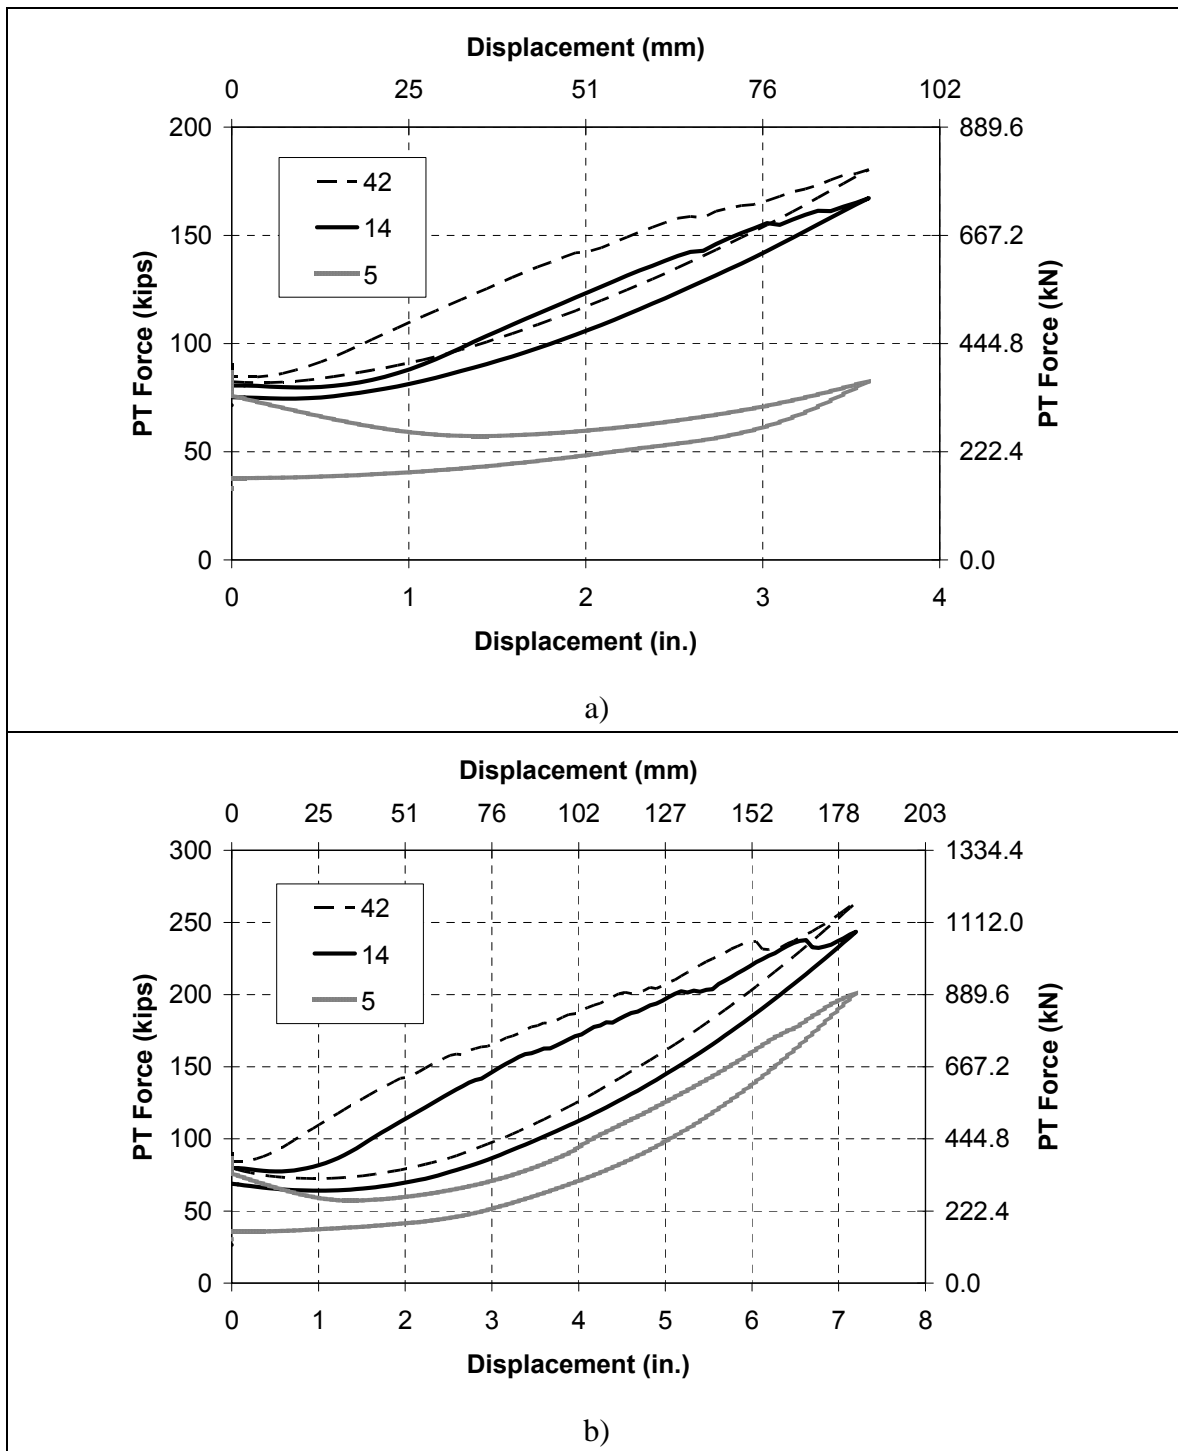 Displacement (mm)
0 25 51 76 102
200 889.6
42
14
5
150 667.2
100 444.8
50 222.4
0 0.0
PT Force (kips)
PT Force (kN)
0 1 2 3 4
Displacement (in.)
a)
Displacement (mm)
0 25 51 76 102 127 152 178 203
300 1334.4
42
14
5
250 1112.0
200 889.6
150 667.2
100 444.8
50 222.4
0 0.0
PT Force (kips)
PT Force (kN)
0 1 2 3 4 5 6 7 8
Displacement (in.)
b)